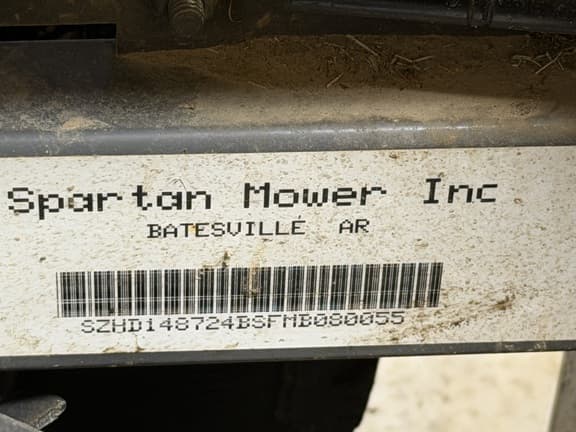 Spartan Mower Inc
BATESVILLE AR
SZHD148724BSFMB080055